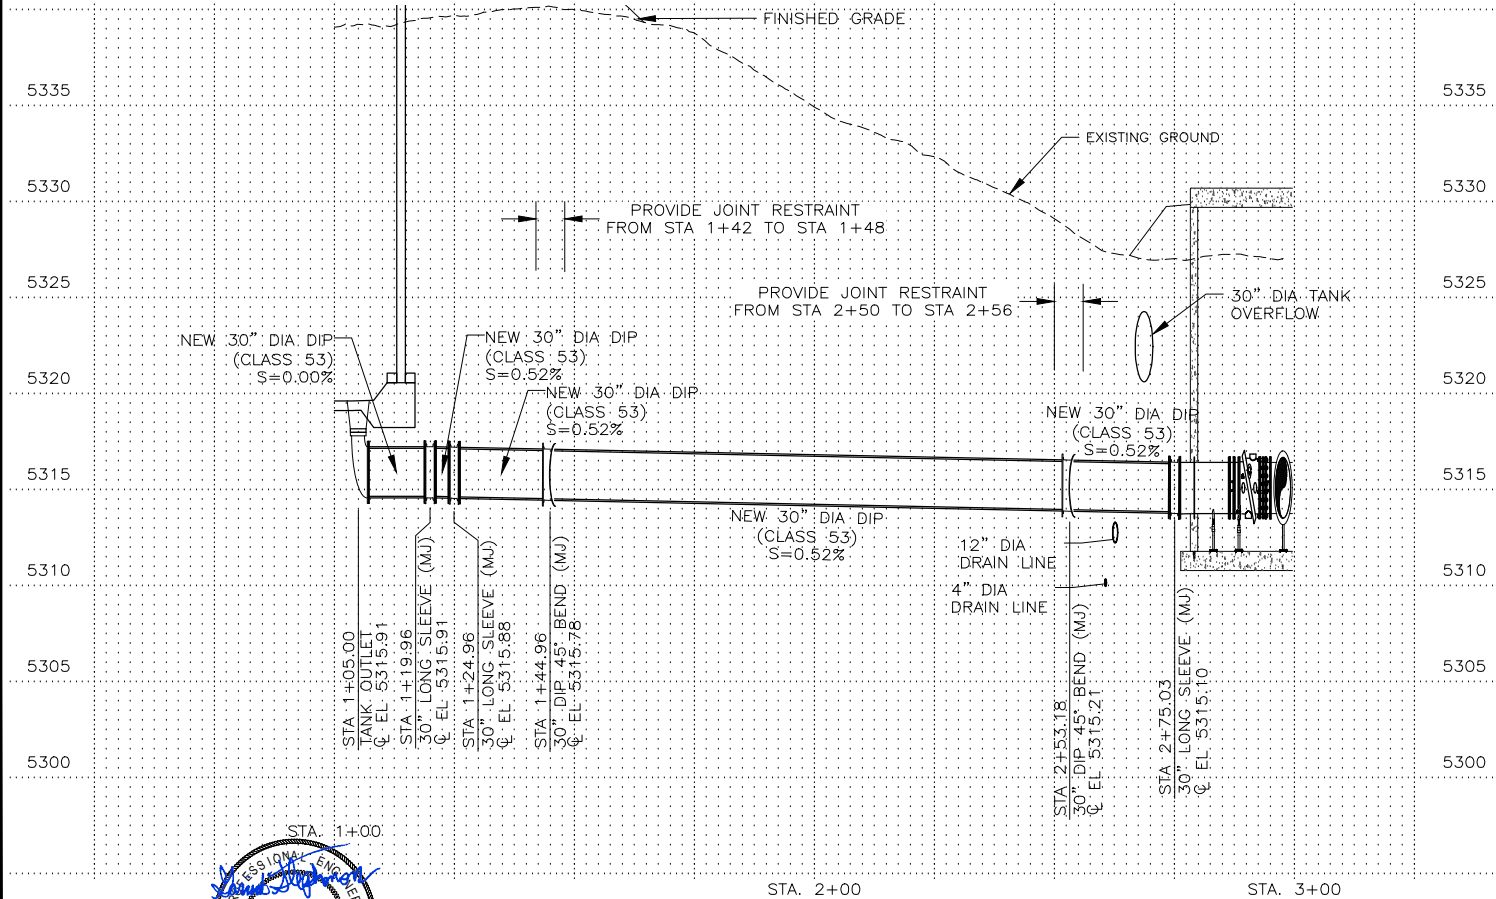 FINISHED GRADE
5335
5335
EXISTING GROUND
5330
5330
PROVIDE JOINT RESTRAINT
FROM STA 1+42 TO STA 1+48
5325
5325
PROVIDE JOINT RESTRAINT
FROM STA 2+50 TO STA 2+56
30" DIA TANK
OVERFLOW
NEW 30" DIA DIP
(CLASS 53)
S=0.00%
NEW 30" DIA DIP
(CLASS 53)
S=0.52%
5320
5320
NEW 30" DIA DIP
(CLASS 53)
S=0.52%
NEW 30" DIA DIP
(CLASS 53)
S=0.52%
5315
5315
NEW 30" DIA DIP
(CLASS 53)
S=0.52%
12" DIA
DRAIN LINE
4" DIA
DRAIN LINE
5310
5310
STA 1+05.00
TANK OUTLET
℄ EL 5315.91
STA 1+19.96
30" LONG SLEEVE (MJ)
℄ EL 5315.91
STA 1+24.96
30" LONG SLEEVE (MJ)
℄ EL 5315.88
STA 1+44.96
30" DIP 45° BEND (MJ)
℄ EL 5315.78
STA 2+53.18
30" DIP 45° BEND (MJ)
℄ EL 5315.21
STA 2+75.03
30" LONG SLEEVE (MJ)
℄ EL 5315.10
5305
5305
5300
5300
STA. 1+00
STA. 2+00
STA. 3+00